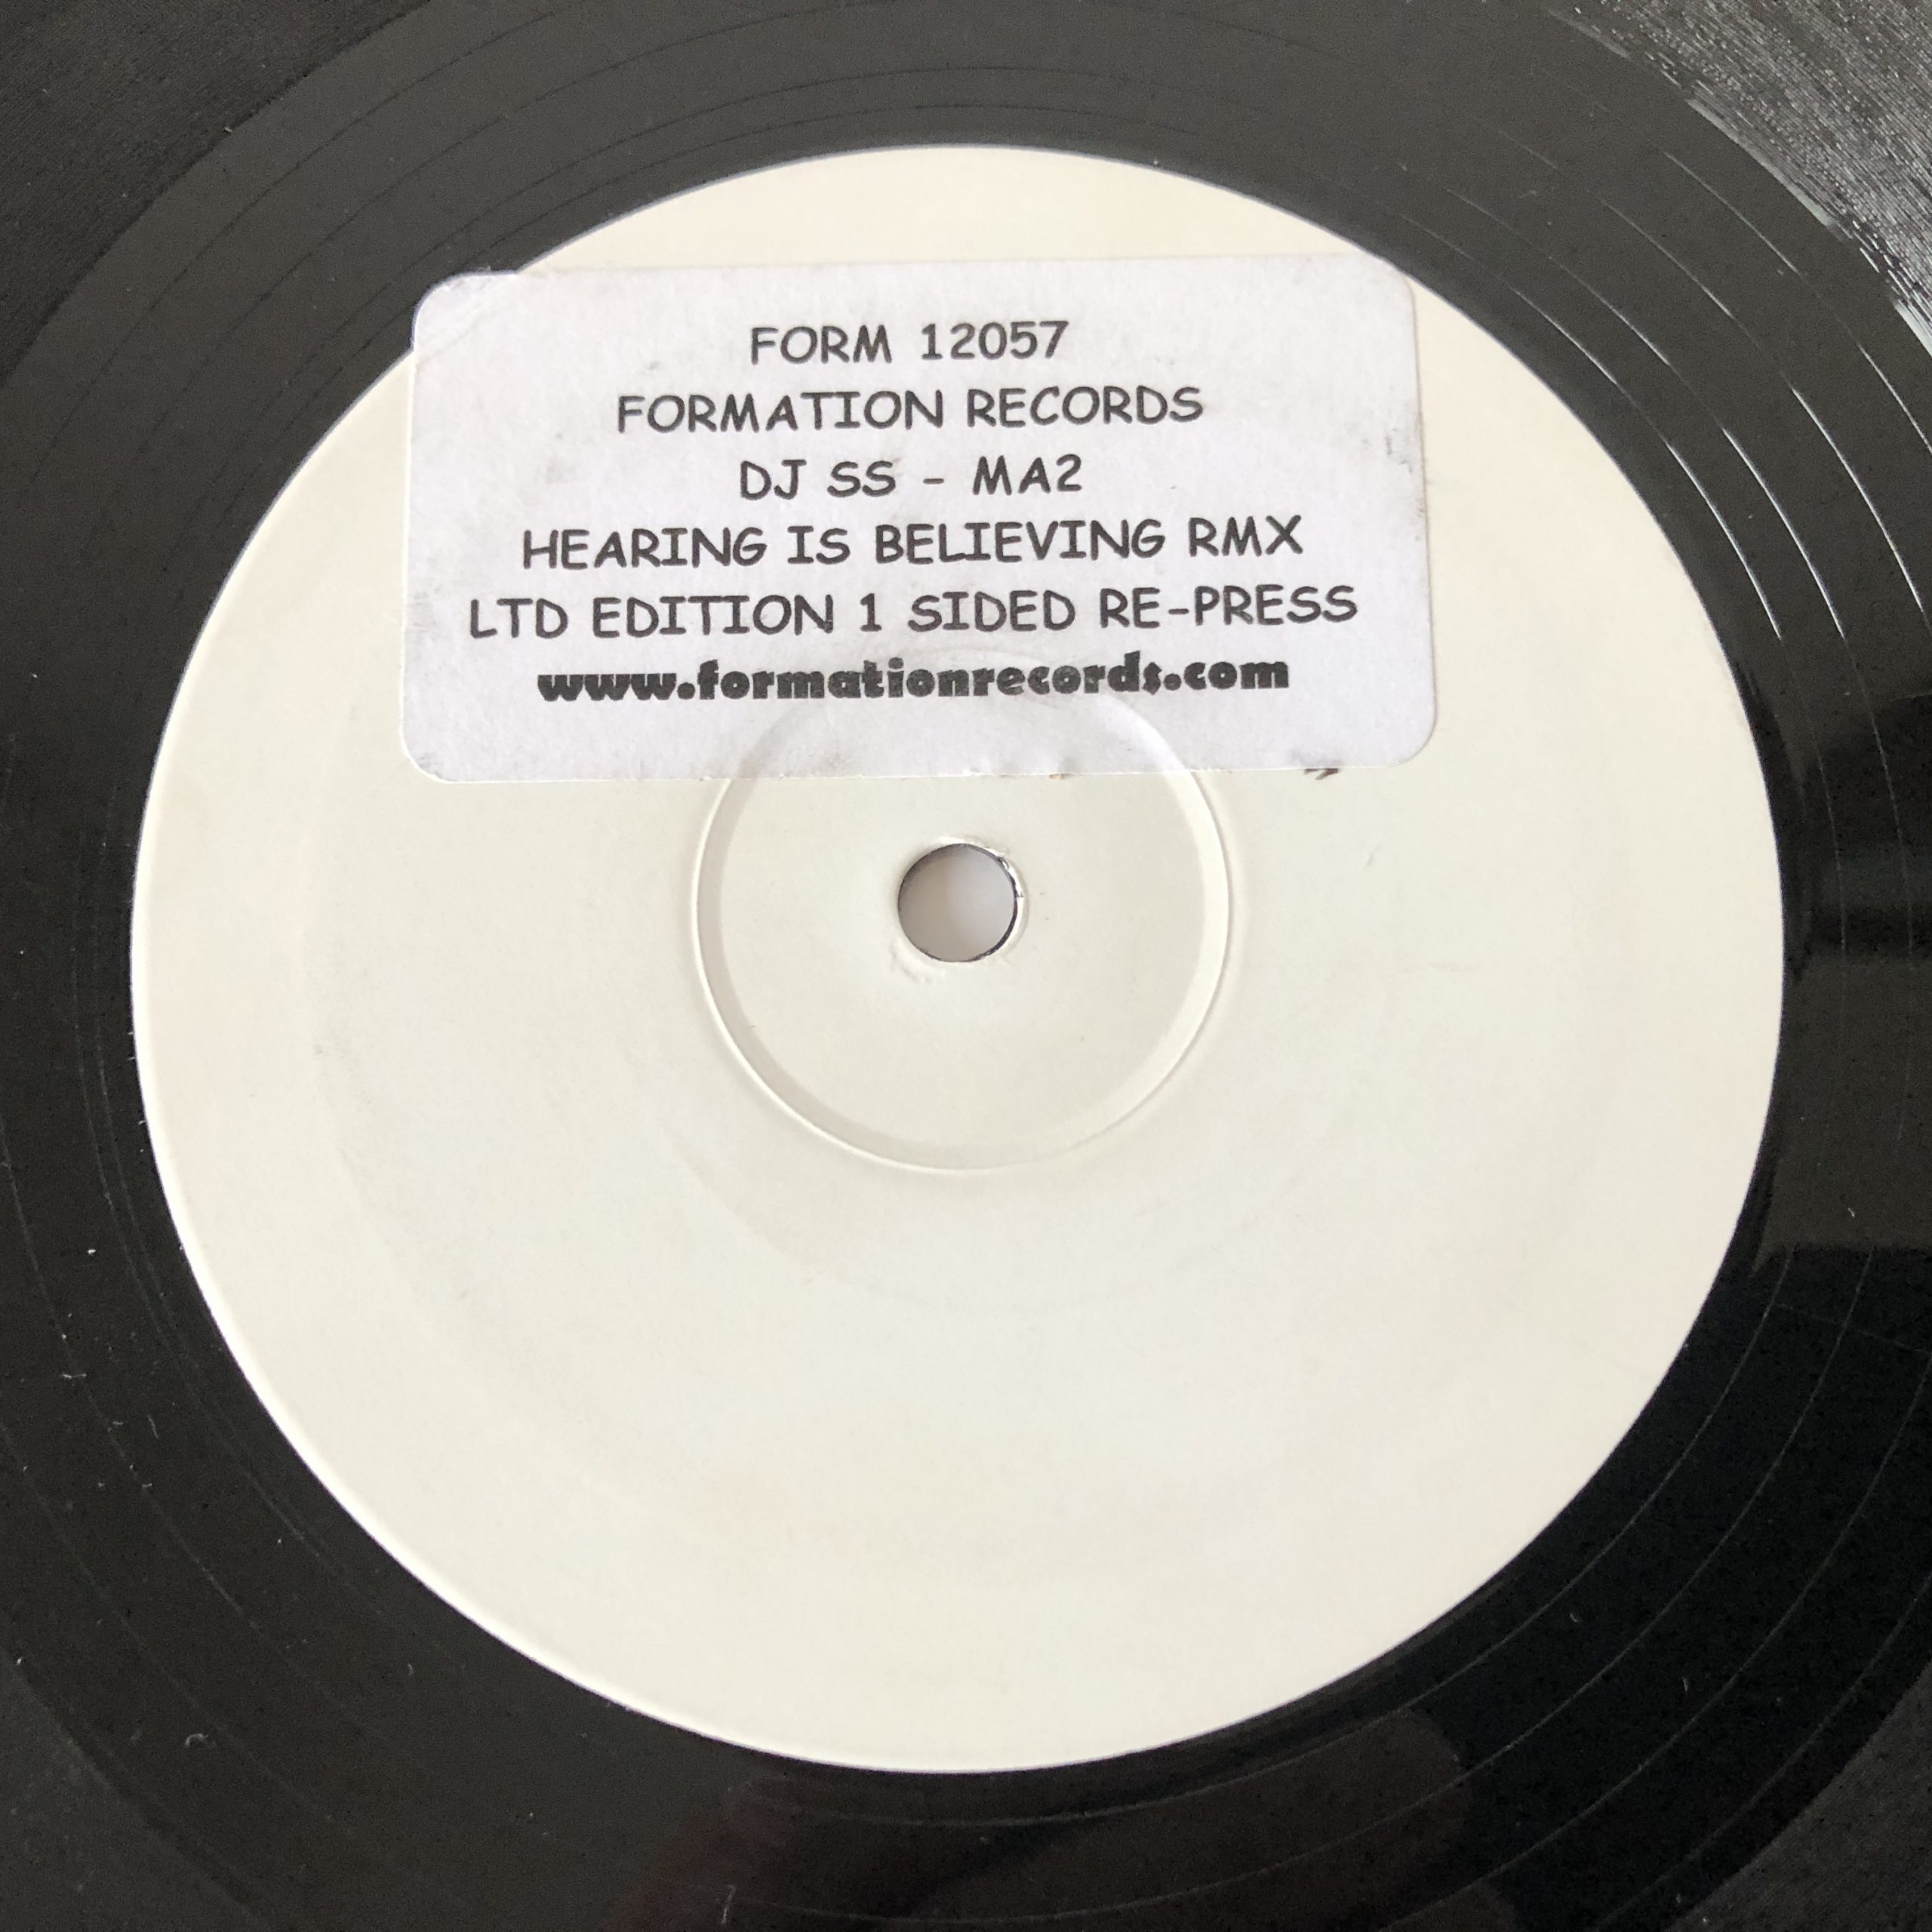 FORM 12057
FORMATION RECORDS
DJ SS - MA2
HEARING IS BELIEVING RMX
LTD EDITION 1 SIDED RE-PRESS
www.formationrecords.com